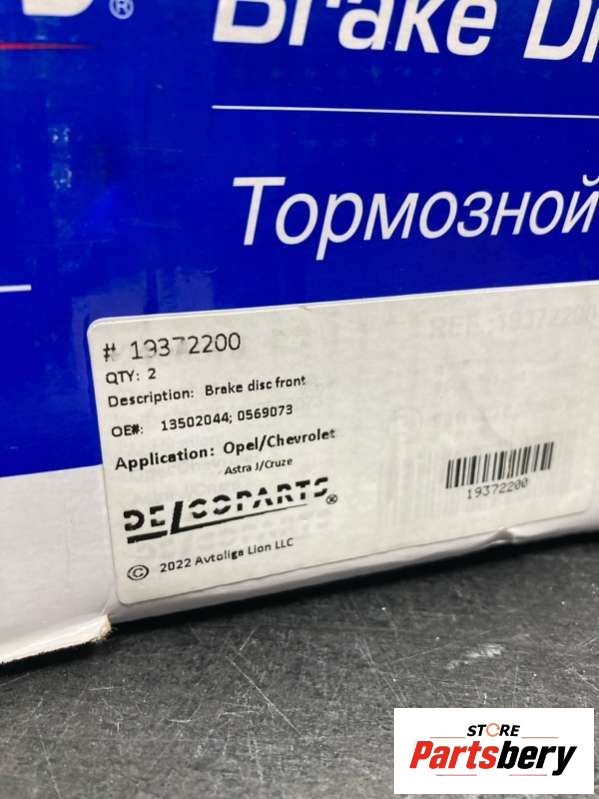 ®
Brake
Тормозной
# 19372200
QTY: 2
Description: Brake disc front
OE#: 13502044; 0569073
Application: Opel/Chevrolet
Astra J/Cruze
DELCOPARTS®
© 2022 Avtoliga Lion LLC
19372200
STORE
Partsbery